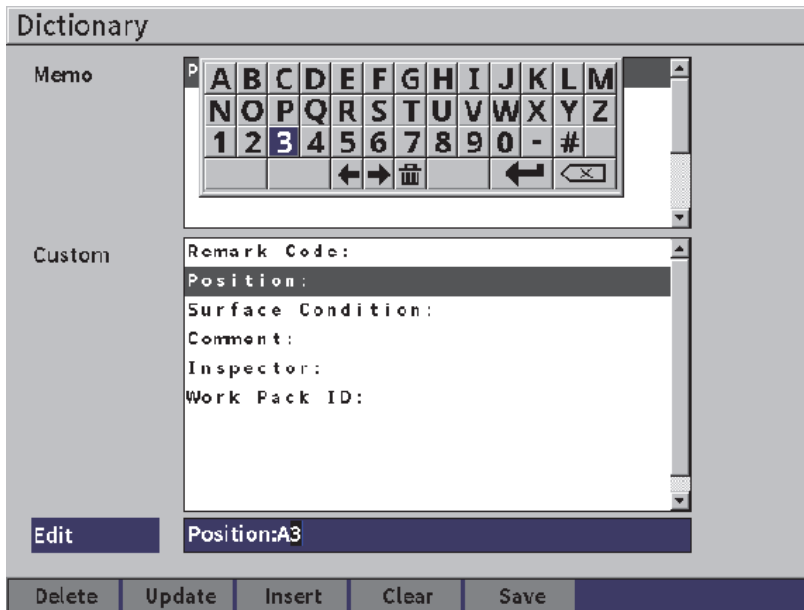 Dictionary
Memo
P
A B C D E F G H I J K L M
N O P Q R S T U V W X Y Z
1 2 3 4 5 6 7 8 9 0 - #
Custom
Remark Code:
Position:
Surface Condition:
Comment:
Inspector:
Work Pack ID:
Edit
Position:A3
Delete Update Insert Clear Save